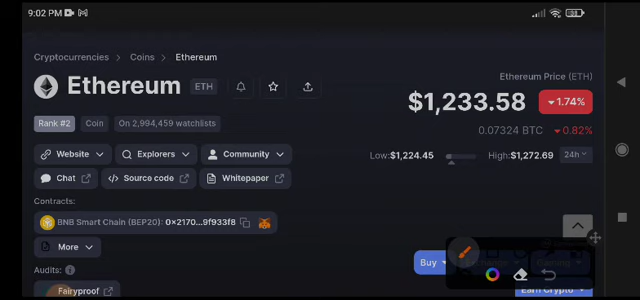 9:02 PM
Cryptocurrencies > Coins > Ethereum
Ethereum ETH
Ethereum Price (ETH)
$1,233.58 1.74%
Rank #2 Coin On 2,994,459 watchlists
0.07324 BTC 0.82%
Website Explorers Community
Low:$1,224.45 High:$1,272.69 24h
Chat Source code Whitepaper
Contracts:
BNB Smart Chain (BEP20): 0x2170...9f933f8
More
Buy
Audits:
Fairyproof
Earn Crypto